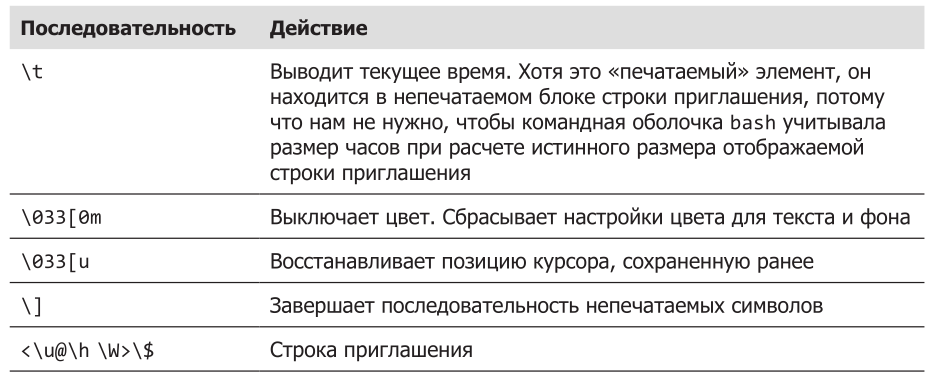 Последовательность Действие
\t Выводит текущее время. Хотя это «печатаемый» элемент, он
находится в непечатаемом блоке строки приглашения, потому
что нам не нужно, чтобы командная оболочка bash учитывала
размер часов при расчете истинного размера отображаемой
строки приглашения
\033[0m Выключает цвет. Сбрасывает настройки цвета для текста и фона
\033[u Восстанавливает позицию курсора, сохраненную ранее
\] Завершает последовательность непечатаемых символов
<\u@\h \W>\$ Строка приглашения